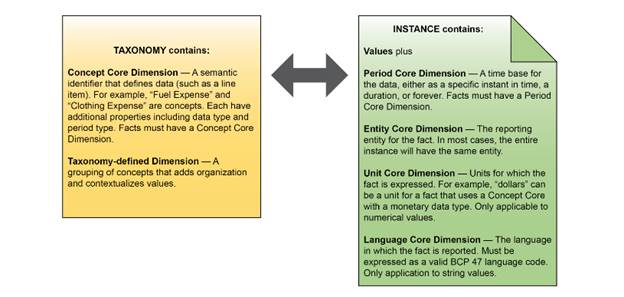 TAXONOMY contains:
Concept Core Dimension — A semantic
identifier that defines data (such as a line
item). For example, “Fuel Expense” and
“Clothing Expense” are concepts. Each have
additional properties including data type and
period type. Facts must have a Concept Core
Dimension.
Taxonomy-defined Dimension — A
grouping of concepts that adds organization
and contextualizes values.
INSTANCE contains:
Values plus
Period Core Dimension — A time base for
the data, either as a specific instant in time, a
duration, or forever. Facts must have a Period
Core Dimension.
Entity Core Dimension — The reporting
entity for the fact. In most cases, the entire
instance will have the same entity.
Unit Core Dimension — Units for which the
fact is expressed. For example, “dollars” can
be a unit for a fact that uses a Concept Core
with a monetary data type. Only applicable to
numerical values.
Language Core Dimension — The language
in which the fact is reported. Must be
expressed as a valid BCP 47 language code.
Only application to string values.